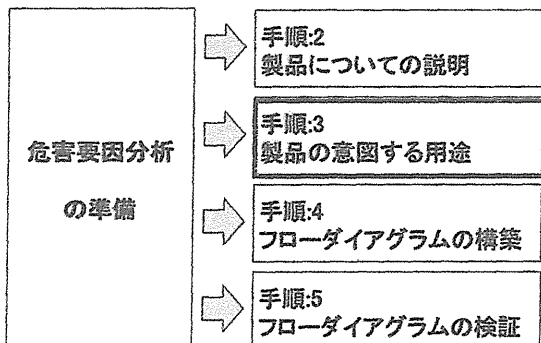 危害要因分析
の準備
手順:2
製品についての説明
手順:3
製品の意図する用途
手順:4
フローダイアグラムの構築
手順:5
フローダイアグラムの検証